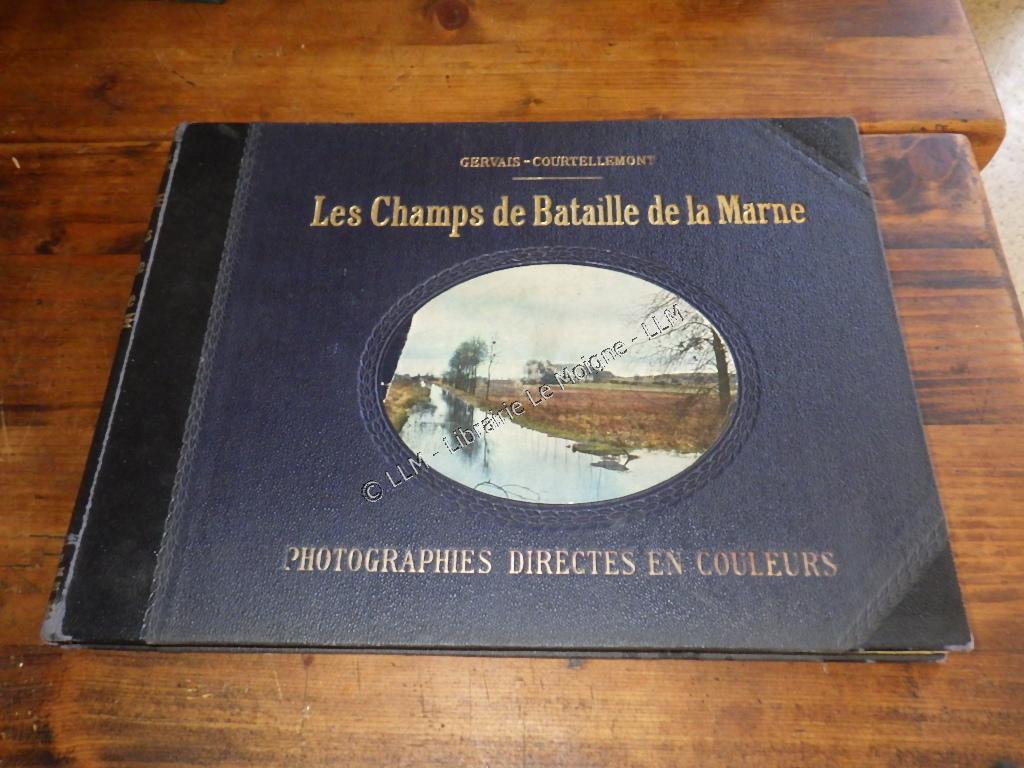 GERVAIS-COURTELLEMONT
Les Champs de Bataille de la Marne
© LLM - Librairie Le Moigne - LLM
PHOTOGRAPHIES DIRECTES EN COULEURS